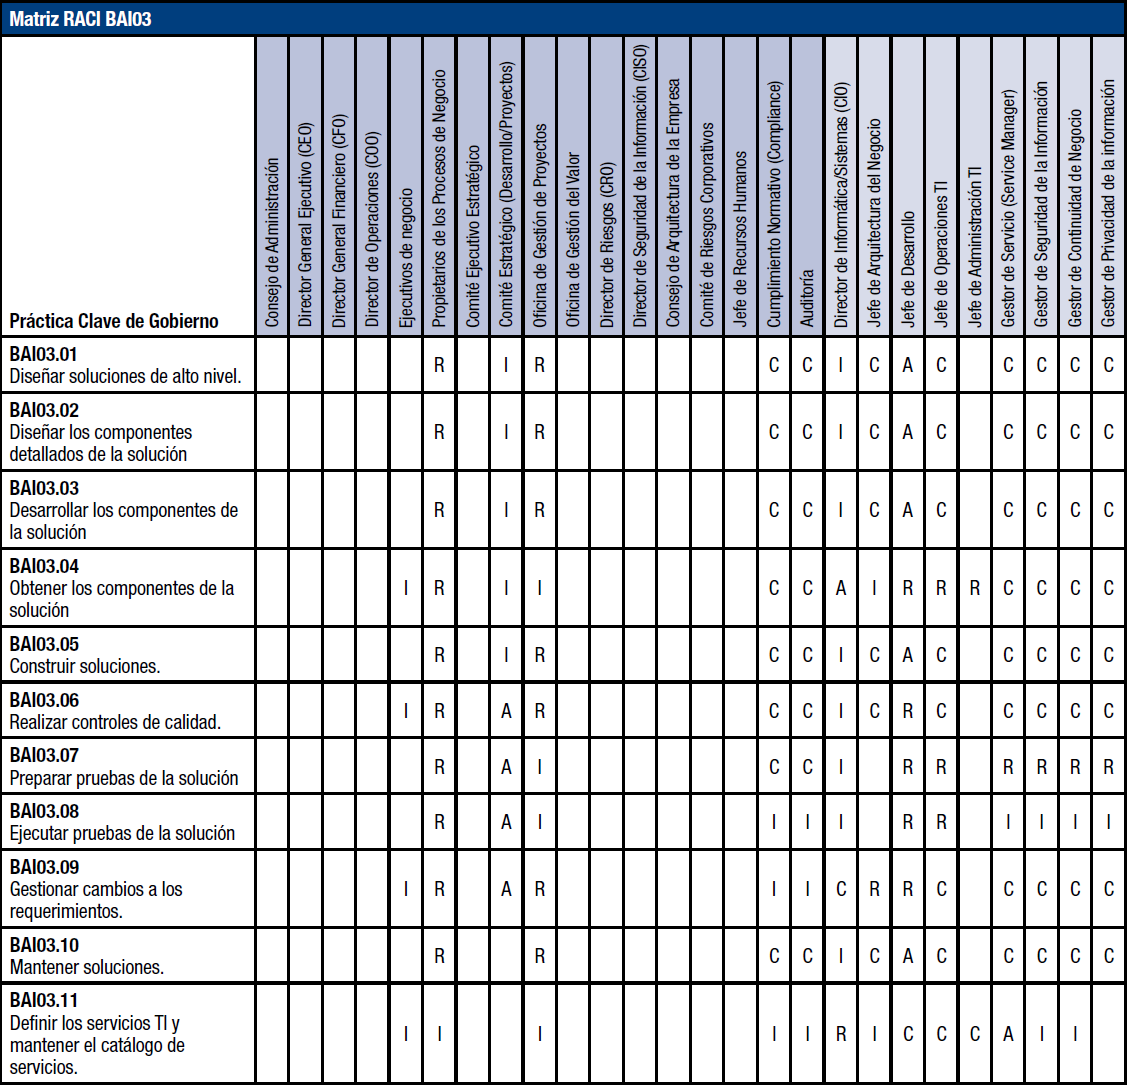 Matriz RACI BAI03
Práctica Clave de Gobierno
Consejo de Administración
Director General Ejecutivo (CEO)
Director General Financiero (CFO)
Director de Operaciones (COO)
Ejecutivos de negocio
Propietarios de los Procesos de Negocio
Comité Ejecutivo Estratégico
Comité Estratégico (Desarrollo/Proyectos)
Oficina de Gestión de Proyectos
Oficina de Gestión del Valor
Director de Riesgos (CRO)
Director de Seguridad de la Información (CISO)
Consejo de Arquitectura de la Empresa
Comité de Riesgos Corporativos
Jefe de Recursos Humanos
Cumplimiento Normativo (Compliance)
Auditoría
Director de Informática/Sistemas (CIO)
Jefe de Arquitectura del Negocio
Jefe de Desarrollo
Jefe de Operaciones TI
Jefe de Administración TI
Gestor de Servicio (Service Manager)
Gestor de Seguridad de la Información
Gestor de Continuidad de Negocio
Gestor de Privacidad de la información
BAI03.01
Diseñar soluciones de alto nivel.
R I R C C I C A C C C C C
BAI03.02
Diseñar los componentes
detallados de la solución
R I R C C I C A C C C C C
BAI03.03
Desarrollar los componentes de
la solución
R I R C C I C A C C C C C
BAI03.04
Obtener los componentes de la
solución
I R I I C C A I R R R C C C C
BAI03.05
Construir soluciones.
R I R C C I C A C C C C C
BAI03.06
Realizar controles de calidad.
I R A R C C I C R C C C C C
BAI03.07
Preparar pruebas de la solución
R A I C C I R R R R R R
BAI03.08
Ejecutar pruebas de la solución
R A I I I I R R I I I I
BAI03.09
Gestionar cambios a los
requerimientos.
I R A R I I C R R C C C C C
BAI03.10
Mantener soluciones.
R R C C I C A C C C C C
BAI03.11
Definir los servicios TI y
mantener el catálogo de
servicios.
I I I I I R I C C C A I I